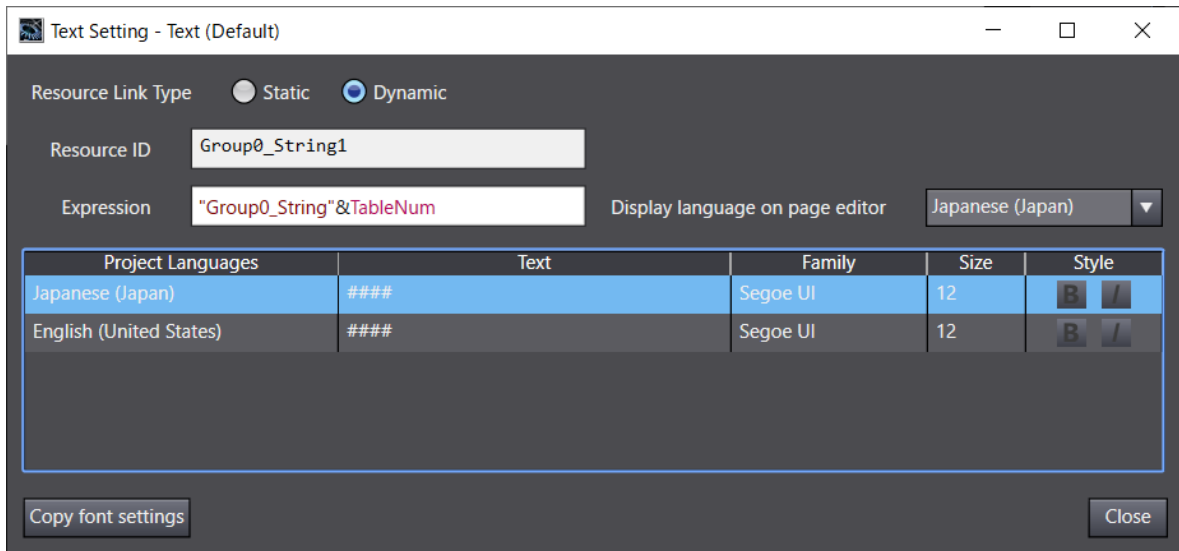 Text Setting - Text (Default)
Resource Link Type Static Dynamic
Resource ID Group0_String1
Expression "Group0_String"&TableNum Display language on page editor Japanese (Japan)
Project Languages Text Family Size Style
Japanese (Japan) #### Segoe UI 12 B I
English (United States) #### Segoe UI 12 B I
Copy font settings Close